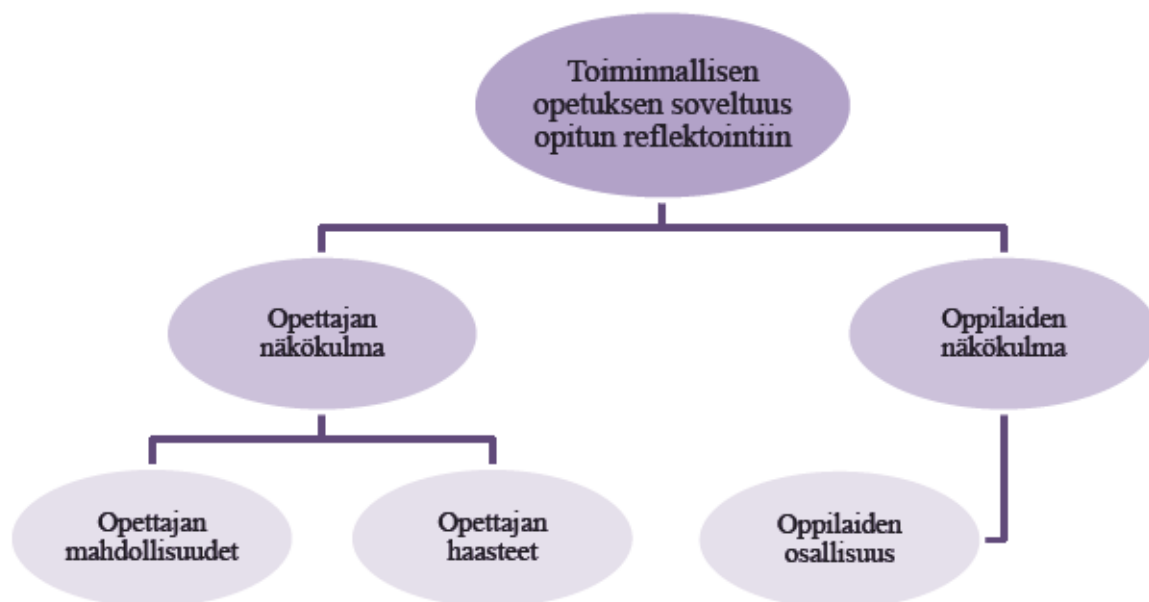 Toiminnallisen
opetuksen soveltuus
opitun reflektointiin
Opettajan
näkökulma
Oppilaiden
näkökulma
Opettajan
mahdollisuudet
Opettajan
haasteet
Oppilaiden
osallisuus